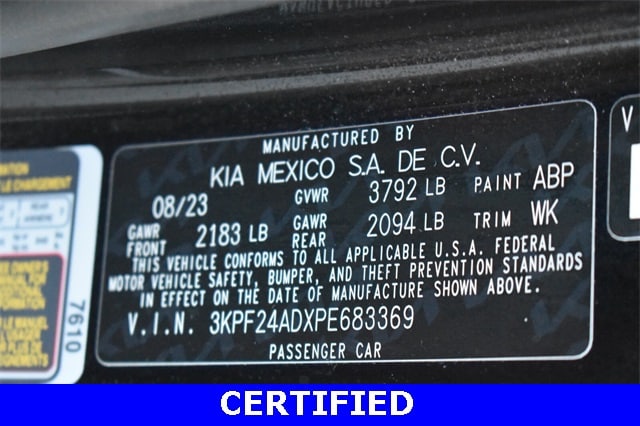 MANUFACTURED BY
KIA MEXICO S.A. DE C.V.
08/23 GVWR 3792 LB PAINT ABP
GAWR FRONT 2183 LB GAWR REAR 2094 LB TRIM WK
THIS VEHICLE CONFORMS TO ALL APPLICABLE U.S.A. FEDERAL
MOTOR VEHICLE SAFETY, BUMPER, AND THEFT PREVENTION STANDARDS
IN EFFECT ON THE DATE OF MANUFACTURE SHOWN ABOVE.
V.I.N. 3KPF24ADXPE683369
PASSENGER CAR
7610
V
CERTIFIED